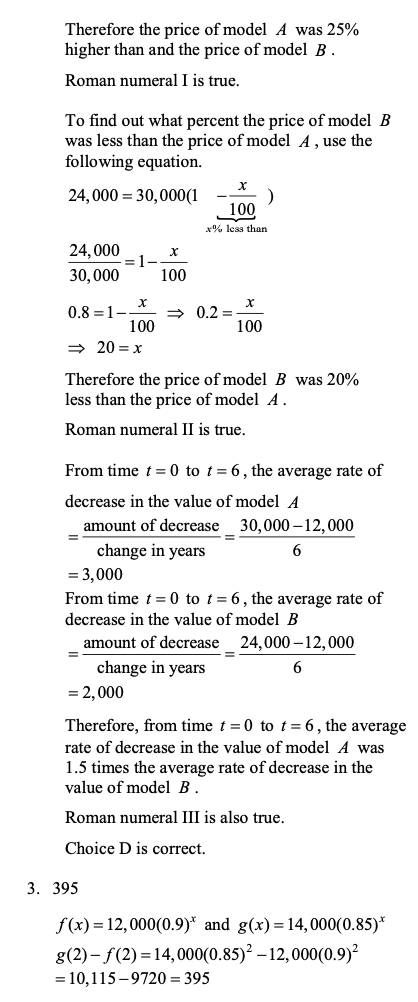 Therefore the price of model A was 25%
higher than and the price of model B .
Roman numeral I is true.
To find out what percent the price of model B
was less than the price of model A , use the
following equation.
24,000 = 30,000(1 − x/100)
x% less than
24,000/30,000 = 1 − x/100
0.8 = 1 − x/100 ⇒ 0.2 = x/100
⇒ 20 = x
Therefore the price of model B was 20%
less than the price of model A .
Roman numeral II is true.
From time t = 0 to t = 6 , the average rate of
decrease in the value of model A
= amount of decrease/change in years = 30,000 − 12,000/6
= 3,000
From time t = 0 to t = 6 , the average rate of
decrease in the value of model B
= amount of decrease/change in years = 24,000 − 12,000/6
= 2,000
Therefore, from time t = 0 to t = 6 , the average
rate of decrease in the value of model A was
1.5 times the average rate of decrease in the
value of model B .
Roman numeral III is also true.
Choice D is correct.
3. 395
f(x) = 12,000(0.9)^x and g(x) = 14,000(0.85)^x
g(2) − f(2) = 14,000(0.85)² − 12,000(0.9)²
= 10,115 − 9720 = 395